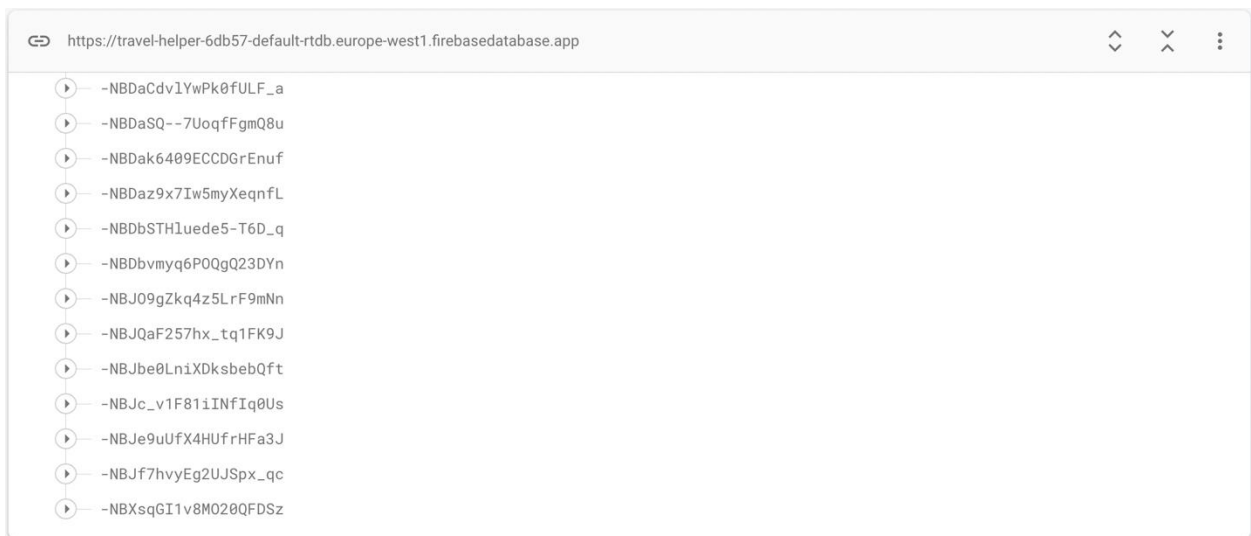 https://travel-helper-6db57-default-rtdb.europe-west1.firebasedatabase.app
-NBDaCdvlYwPk0fULF_a
-NBDaSQ--7UoqfFgmQ8u
-NBDak6409ECCDGrEnuf
-NBDaz9x7Iw5myXeqnfL
-NBDbSTHluede5-T6D_q
-NBDbvmyq6POQgQ23DYn
-NBJO9gZkq4z5LrF9mNn
-NBJQaF257hx_tq1FK9J
-NBJbe0LniXDksbebQft
-NBJc_v1F81iINfIq0Us
-NBJe9uUfX4HUfrHFa3J
-NBJf7hvyEg2UJSpx_qc
-NBXsqGI1v8MO20QFDSz